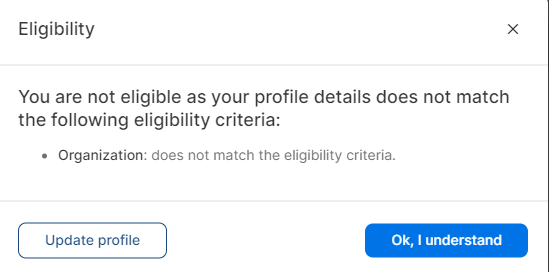 Eligibility
You are not eligible as your profile details does not match
the following eligibility criteria:
• Organization: does not match the eligibility criteria.
Update profile
Ok, I understand